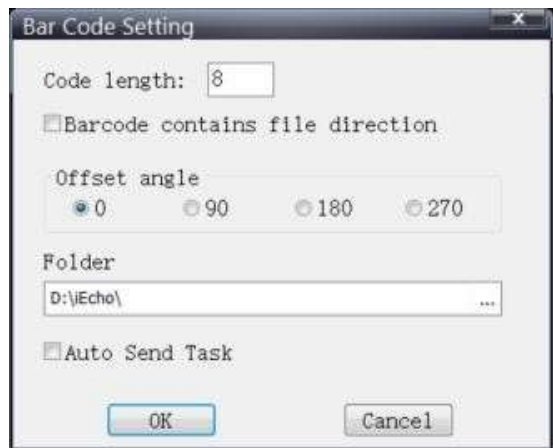 Bar Code Setting
Code length: 8
Barcode contains file direction
Offset angle
0 90 180 270
Folder
D:\iEcho\ ...
Auto Send Task
OK Cancel